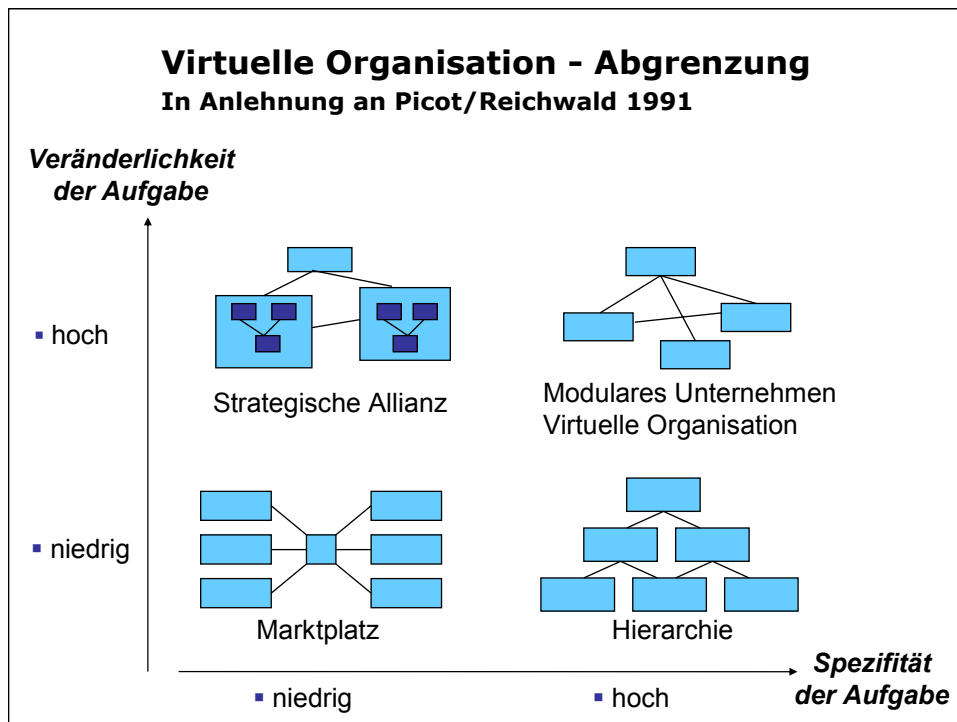 Virtuelle Organisation - Abgrenzung
In Anlehnung an Picot/Reichwald 1991
Veränderlichkeit
der Aufgabe
▪ hoch
Strategische Allianz
Modulares Unternehmen
Virtuelle Organisation
▪ niedrig
Marktplatz
Hierarchie
Spezifität
der Aufgabe
▪ niedrig
▪ hoch